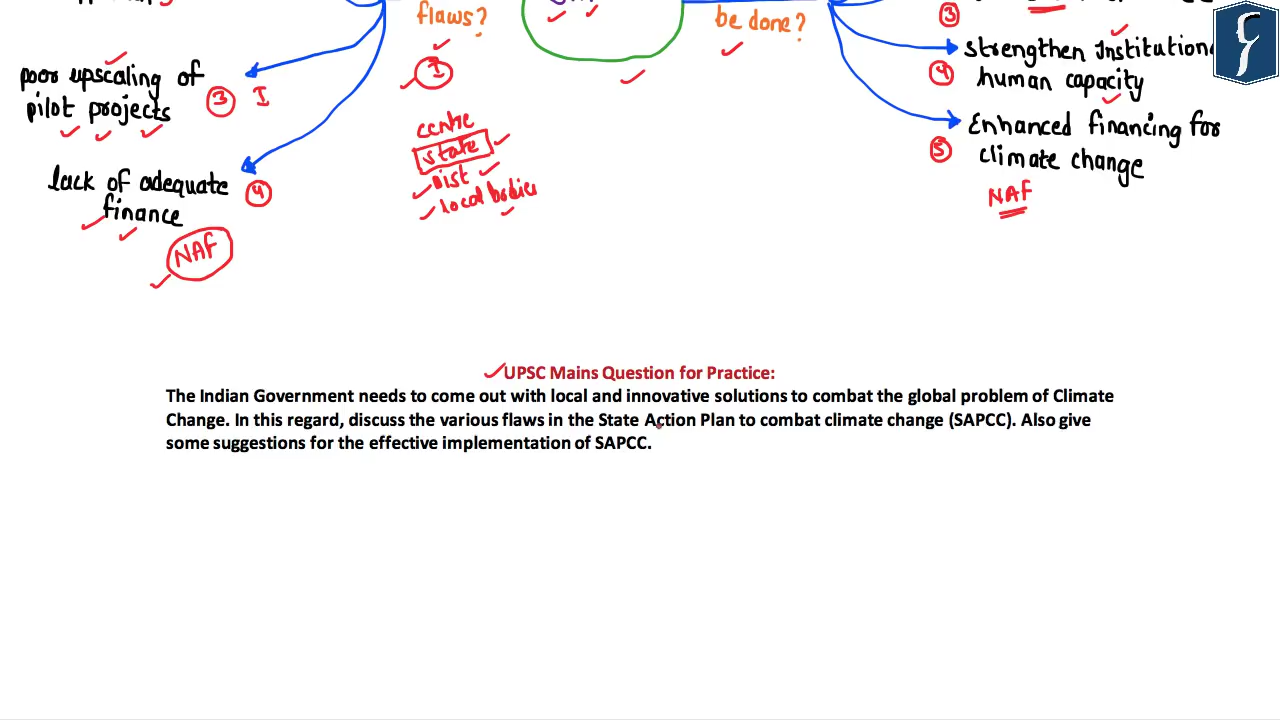 flaws?
be done?
3
I
poor upscaling of
pilot projects
3 I
strengthen Institution
human capacity
4
centre
state
Dist
local bodies
Enhanced financing for
climate change
5
NAF
lack of adequate
finance
4
NAF
UPSC Mains Question for Practice:
The Indian Government needs to come out with local and innovative solutions to combat the global problem of Climate
Change. In this regard, discuss the various flaws in the State Action Plan to combat climate change (SAPCC). Also give
some suggestions for the effective implementation of SAPCC.